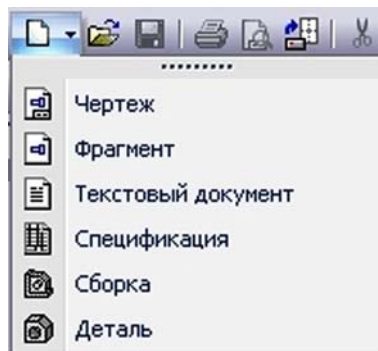 Чертеж
Фрагмент
Текстовый документ
Спецификация
Сборка
Деталь